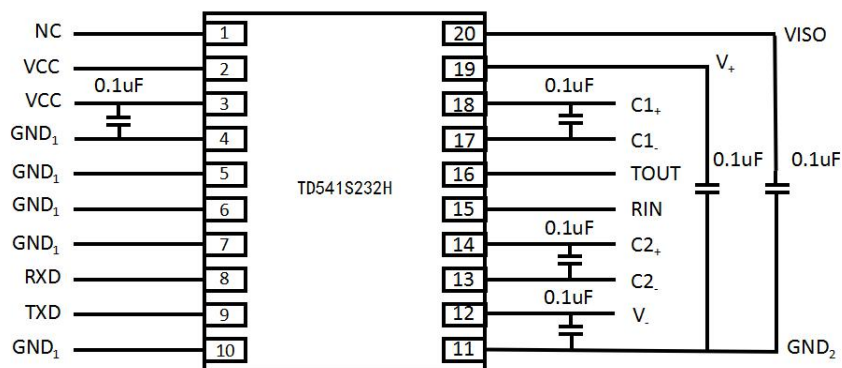 NC 1 20 VISO
VCC 2 19 V₊
VCC 0.1uF 3 18 0.1uF C1₊
GND₁ 4 17 C1₋
GND₁ 5 16 TOUT 0.1uF 0.1uF
TD541S232H
GND₁ 6 15 RIN
GND₁ 7 14 0.1uF C2₊
RXD 8 13 C2₋
TXD 9 12 0.1uF V₋
GND₁ 10 11 GND₂